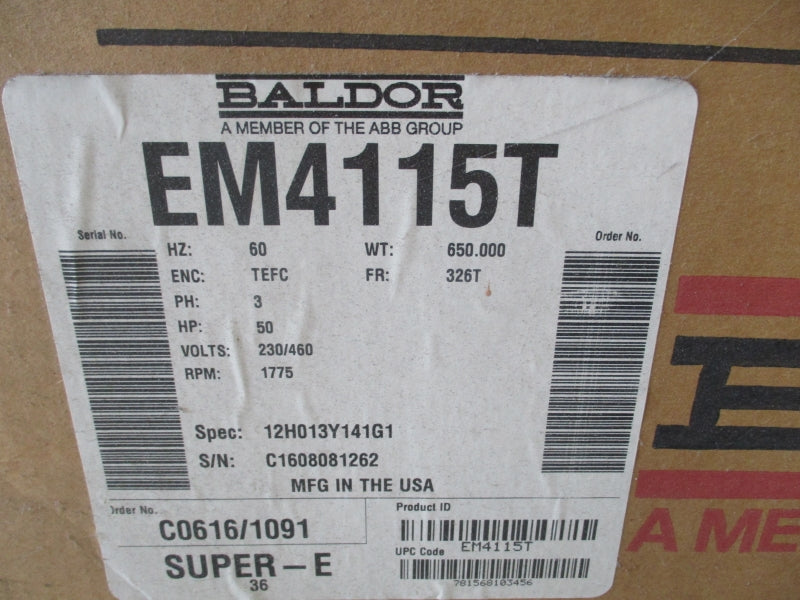 BALDOR
A MEMBER OF THE ABB GROUP
EM4115T
Serial No.
Order No.
HZ: 60 WT: 650.000
ENC: TEFC FR: 326T
PH: 3
HP: 50
VOLTS: 230/460
RPM: 1775
Spec: 12H013Y141G1
S/N: C1608081262
MFG IN THE USA
Order No.
C0616/1091
Product ID
EM4115T
UPC Code
781568103456
SUPER-E
36
A ME